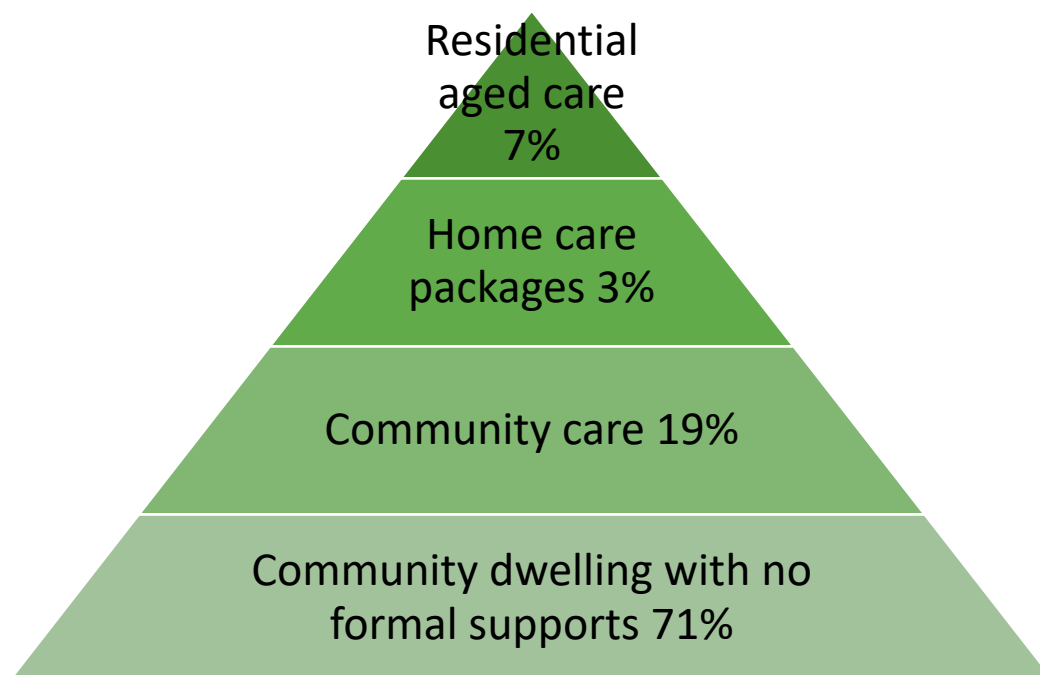 Residential
aged care
7%
Home care
packages 3%
Community care 19%
Community dwelling with no
formal supports 71%